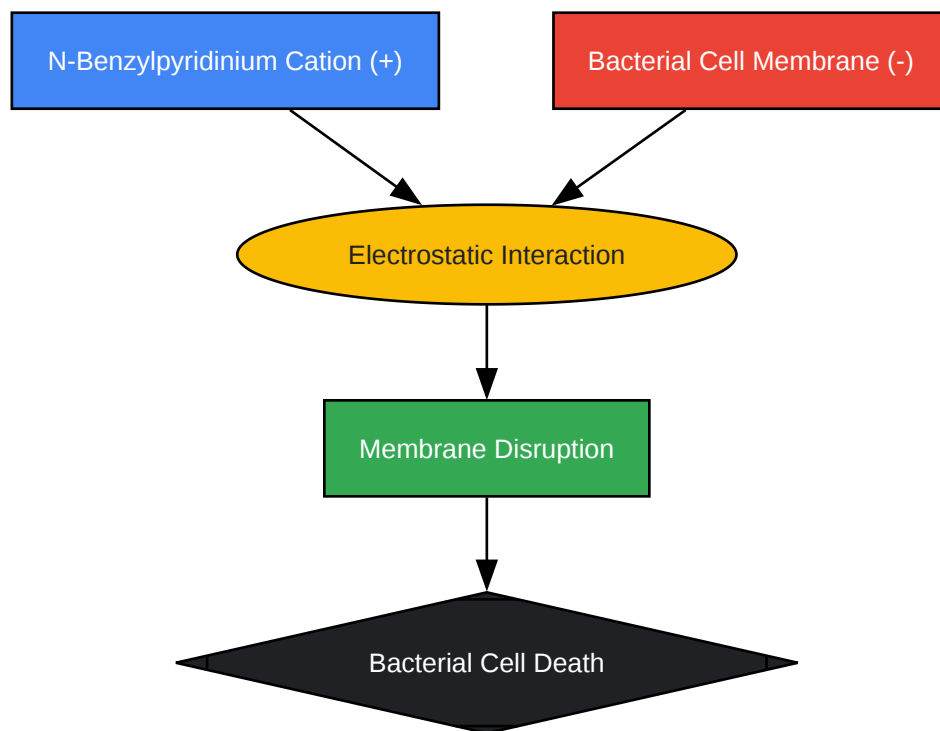 N-Benzylpyridinium Cation (+)
Bacterial Cell Membrane (-)
Electrostatic Interaction
Membrane Disruption
Bacterial Cell Death